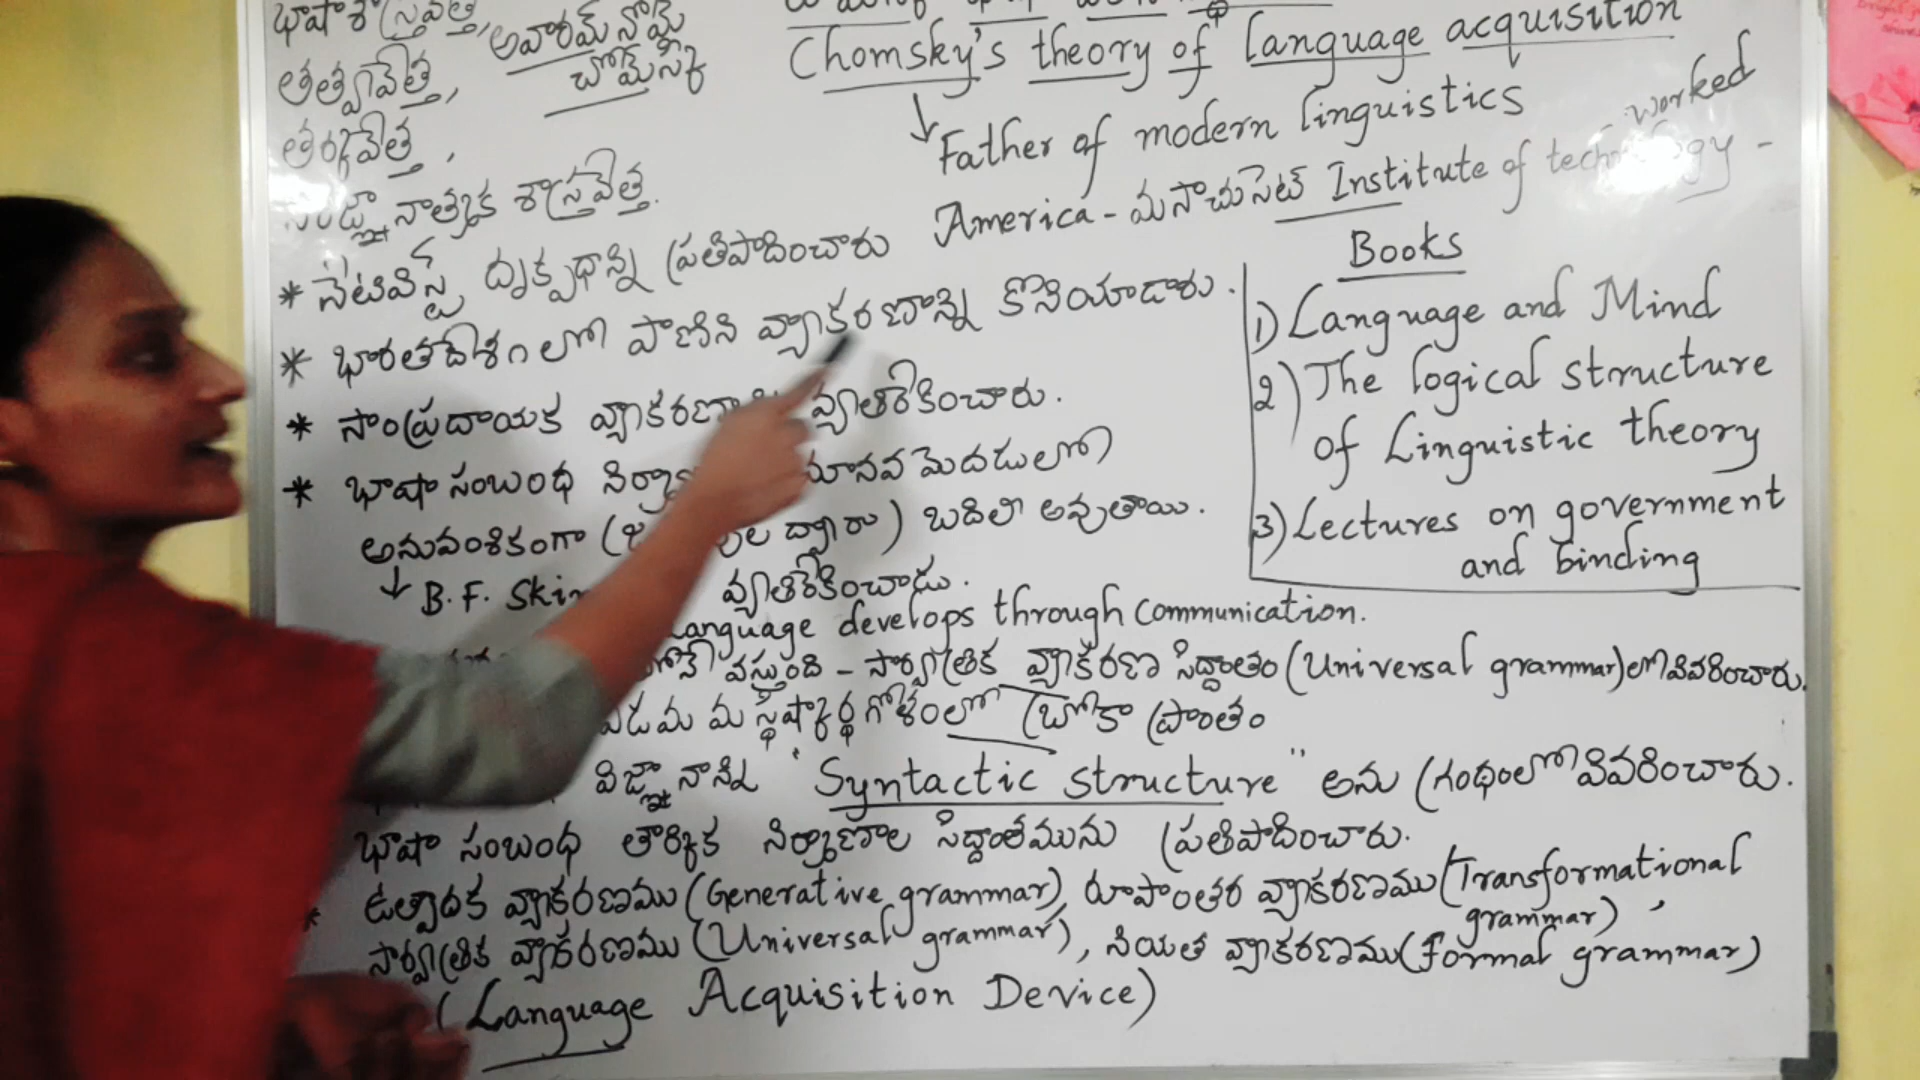 భాషాశాస్త్రవేత్త, అవ్రామ్ నోమ్
తత్వవేత్త, చోమ్‌స్కీ
తర్కవేత్త,
నాత్మక శాస్త్రవేత్త.
Chomsky's theory of language acquisition
Father of modern linguistics
worked
America - మసాచుసెట్ Institute of technology -
* నేటివిస్ట్ దృక్పథాన్ని ప్రతిపాదించారు
* భారతదేశంలో పాణిని వ్యాకరణాన్ని కొనియాడారు.
* సాంప్రదాయక వ్యతిరేకించారు.
* భాషా సంబంధ మానవ మెదడులో
అనువంశికంగా ( ద్వారా) బదిలీ అవుతాయి.
B.F. వ్యతిరేకించాడు.
Language develops through communication.
వస్తుంది - సార్వత్రిక వ్యాకరణ సిద్ధాంతం (Universal grammar)లో వివరించారు.
ఎడమ మస్థిష్కార్థగోళంలో బ్రోకా ప్రాంతం
విజ్ఞానాన్ని "Syntactic structure" అను గ్రంథంలో వివరించారు.
భాషా సంబంధ తార్కిక నిర్మాణాల సిద్ధాంతమును ప్రతిపాదించారు.
* ఉత్పాదక వ్యాకరణము (Generative grammar), రూపాంతర వ్యాకరణము (Transformational grammar),
సార్వత్రిక వ్యాకరణము (Universal grammar), నియత వ్యాకరణము (Formal grammar)
(Language Acquisition Device)
Books
1) Language and Mind
2) The logical structure
of Linguistic theory
3) Lectures on government
and binding